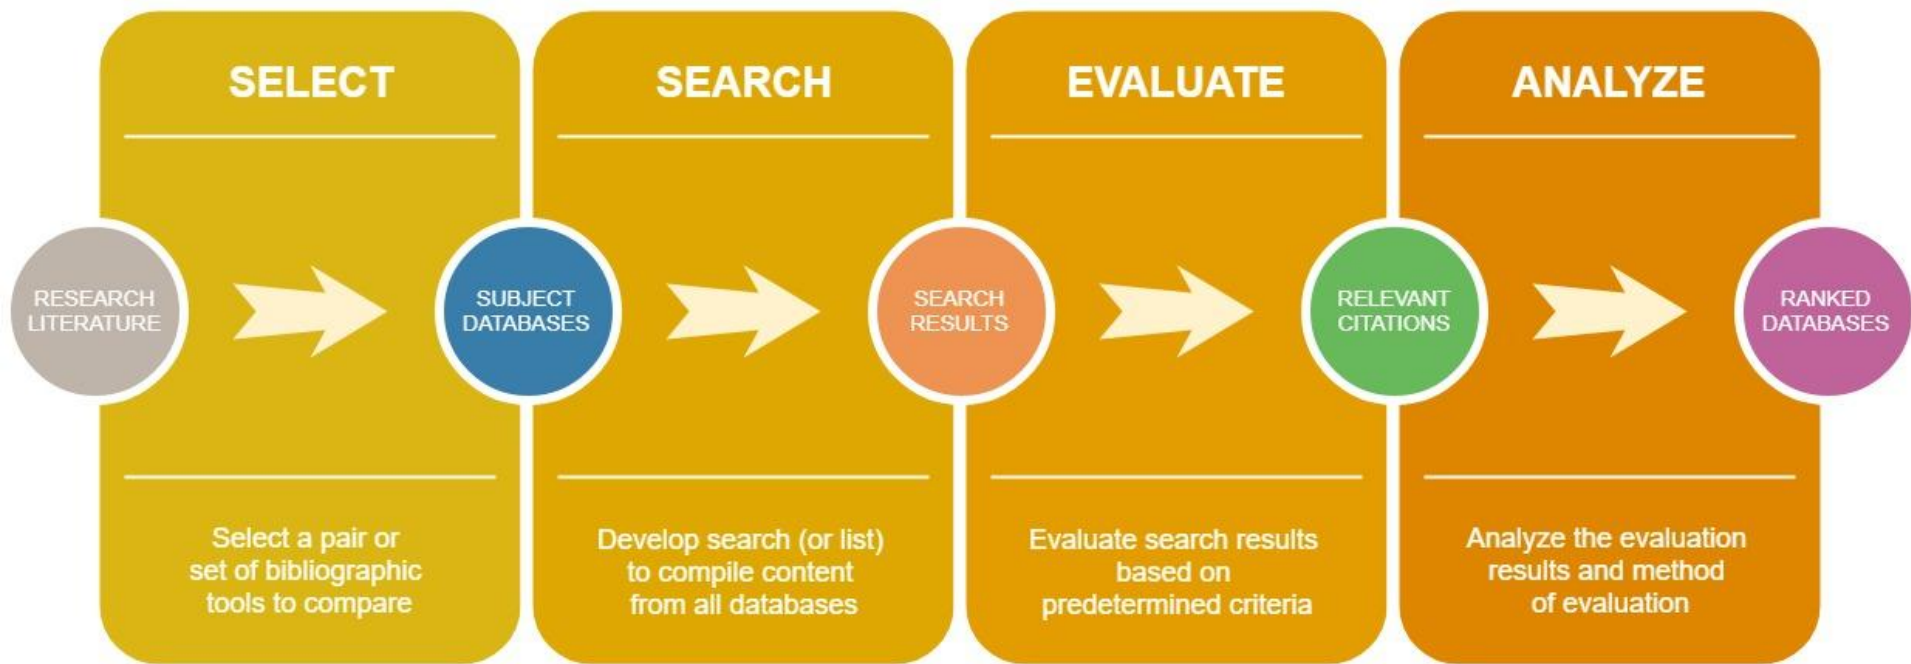 SELECT
SEARCH
EVALUATE
ANALYZE
RESEARCH
LITERATURE
SUBJECT
DATABASES
SEARCH
RESULTS
RELEVANT
CITATIONS
RANKED
DATABASES
Select a pair or
set of bibliographic
tools to compare
Develop search (or list)
to compile content
from all databases
Evaluate search results
based on
predetermined criteria
Analyze the evaluation
results and method
of evaluation